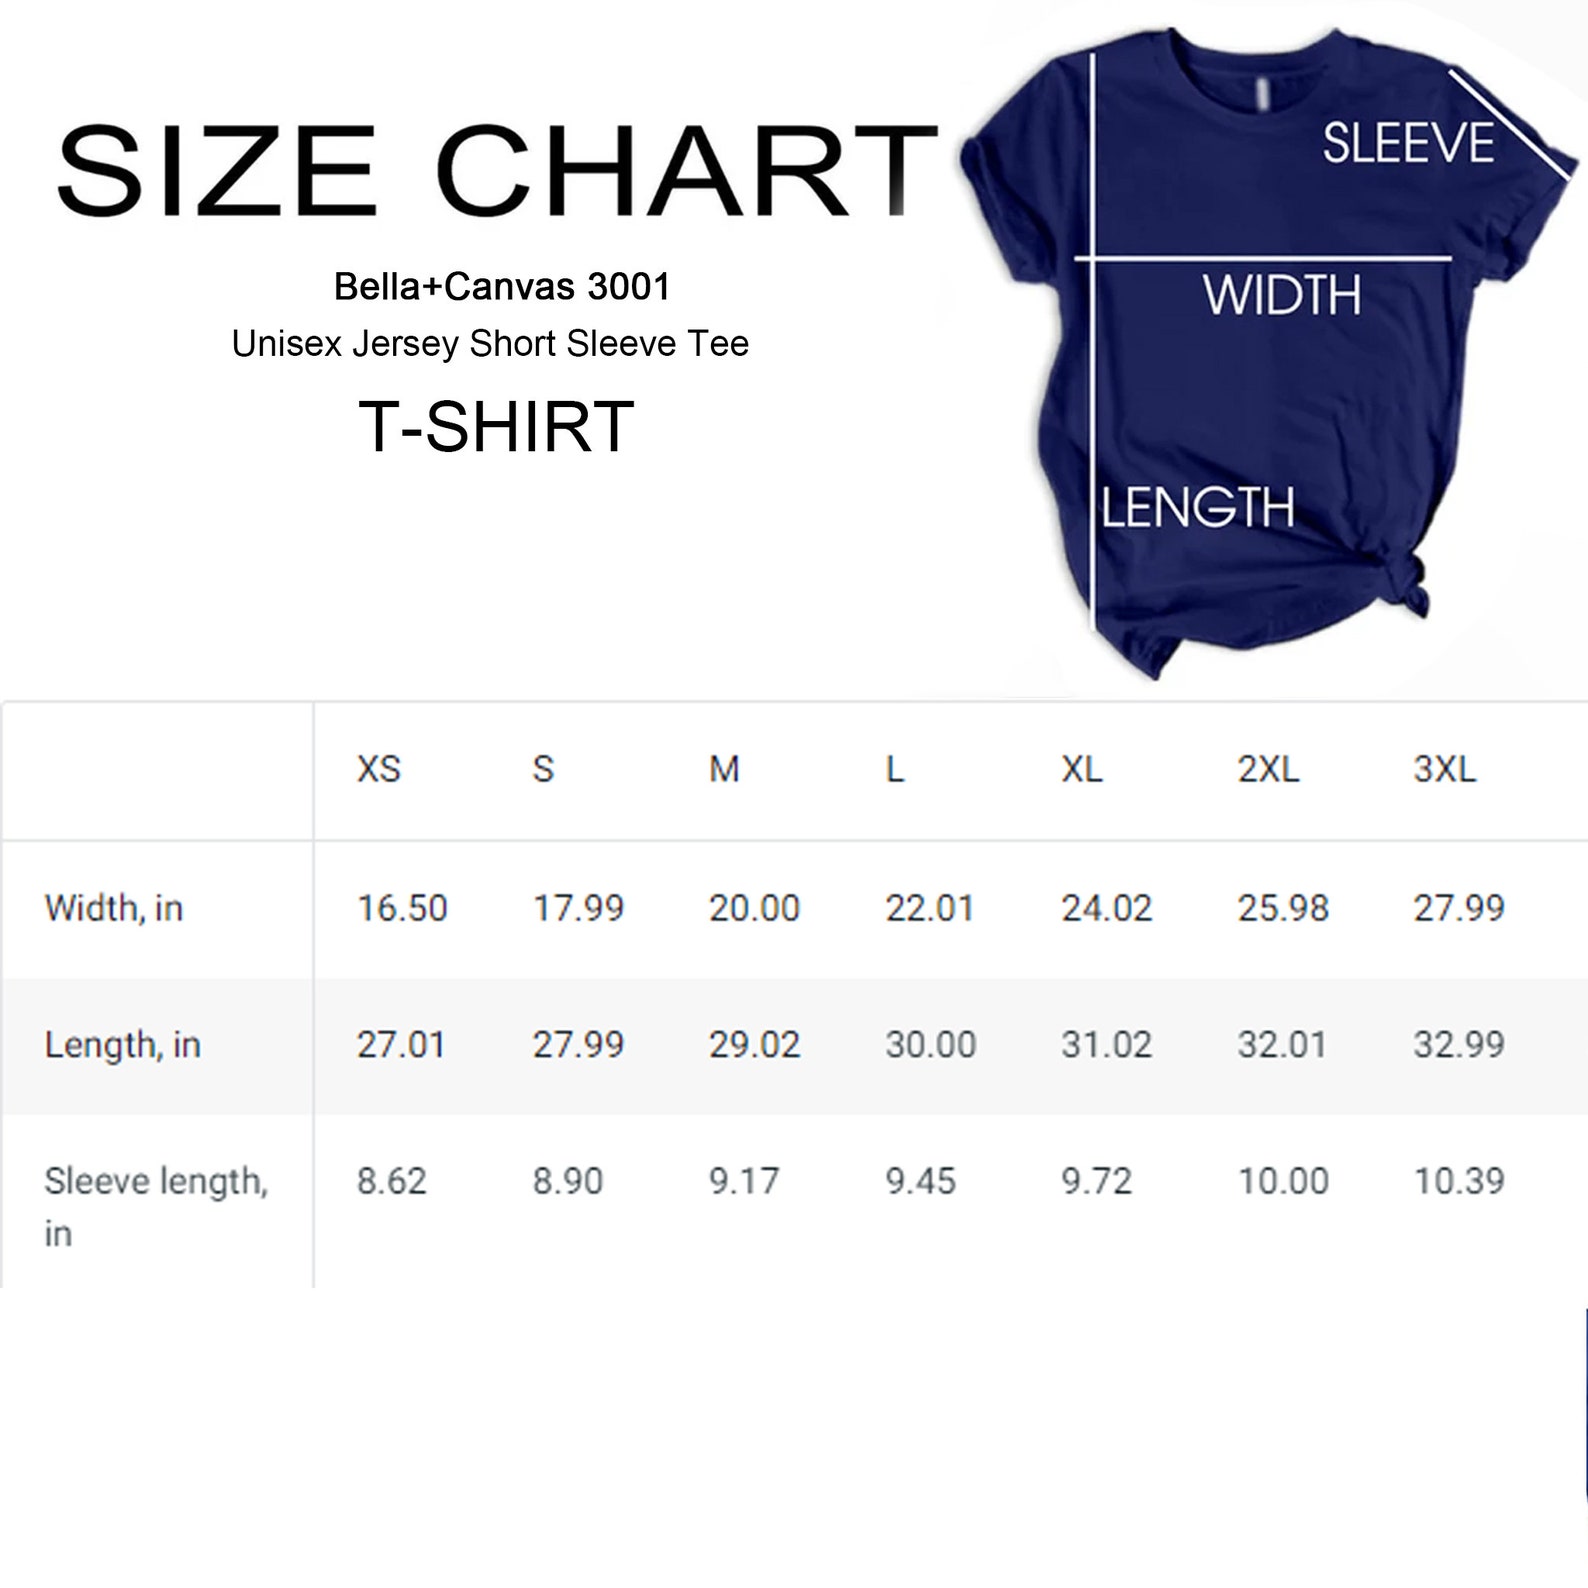 SIZE CHART
Bella+Canvas 3001
Unisex Jersey Short Sleeve Tee
T-SHIRT
SLEEVE
WIDTH
LENGTH
XS S M L XL 2XL 3XL
Width, in 16.50 17.99 20.00 22.01 24.02 25.98 27.99
Length, in 27.01 27.99 29.02 30.00 31.02 32.01 32.99
Sleeve length, 8.62 8.90 9.17 9.45 9.72 10.00 10.39
in